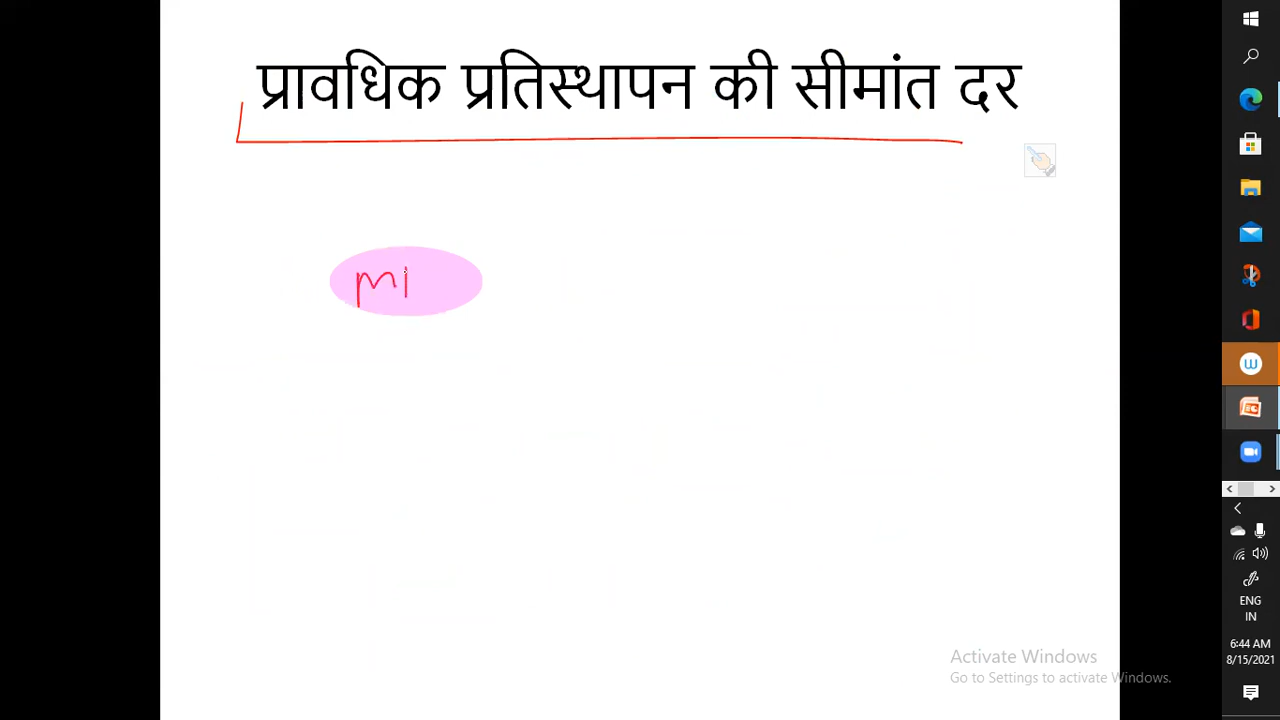 प्रावधिक प्रतिस्थापन की सीमांत दर
Activate Windows
Go to Settings to activate Windows.
ENG
IN
6:44 AM
8/15/2021